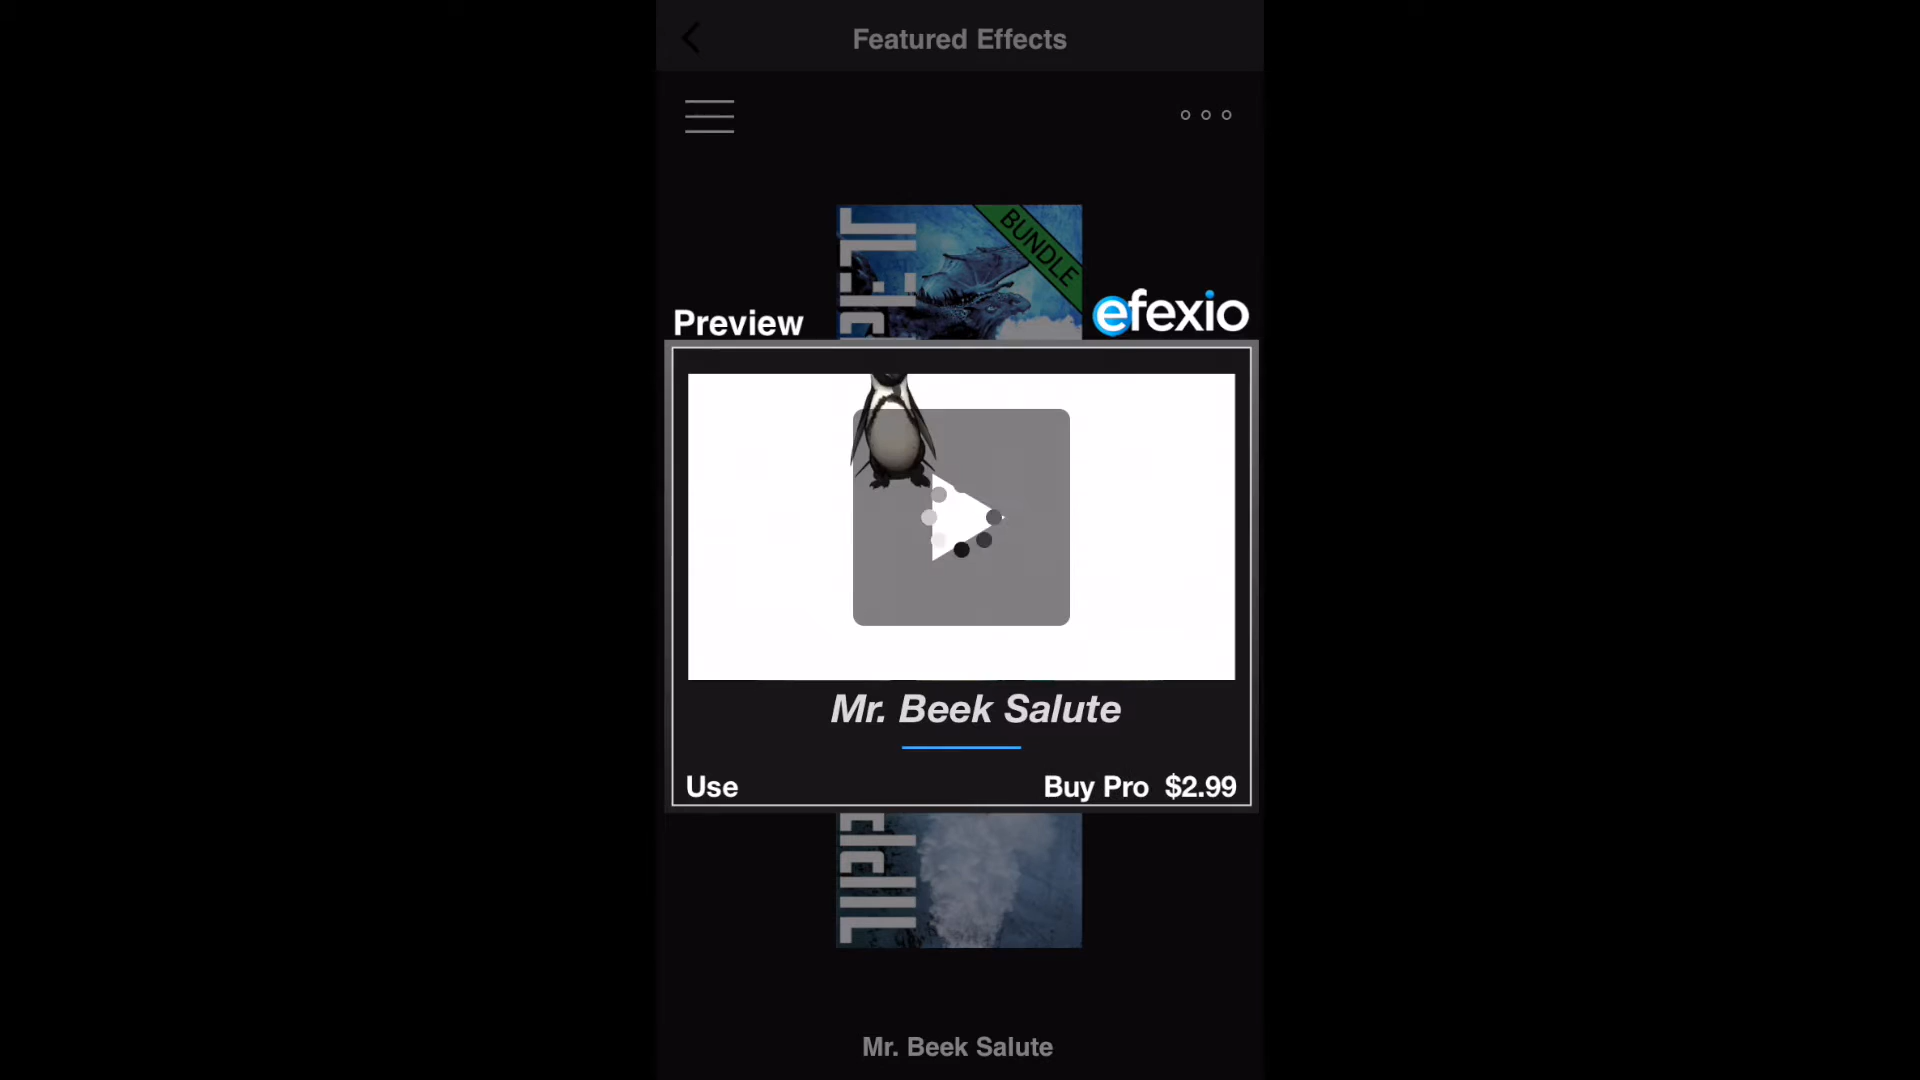 Featured Effects
BUNDLE
Preview
efexio
Mr. Beek Salute
Use
Buy Pro $2.99
Mr. Beek Salute